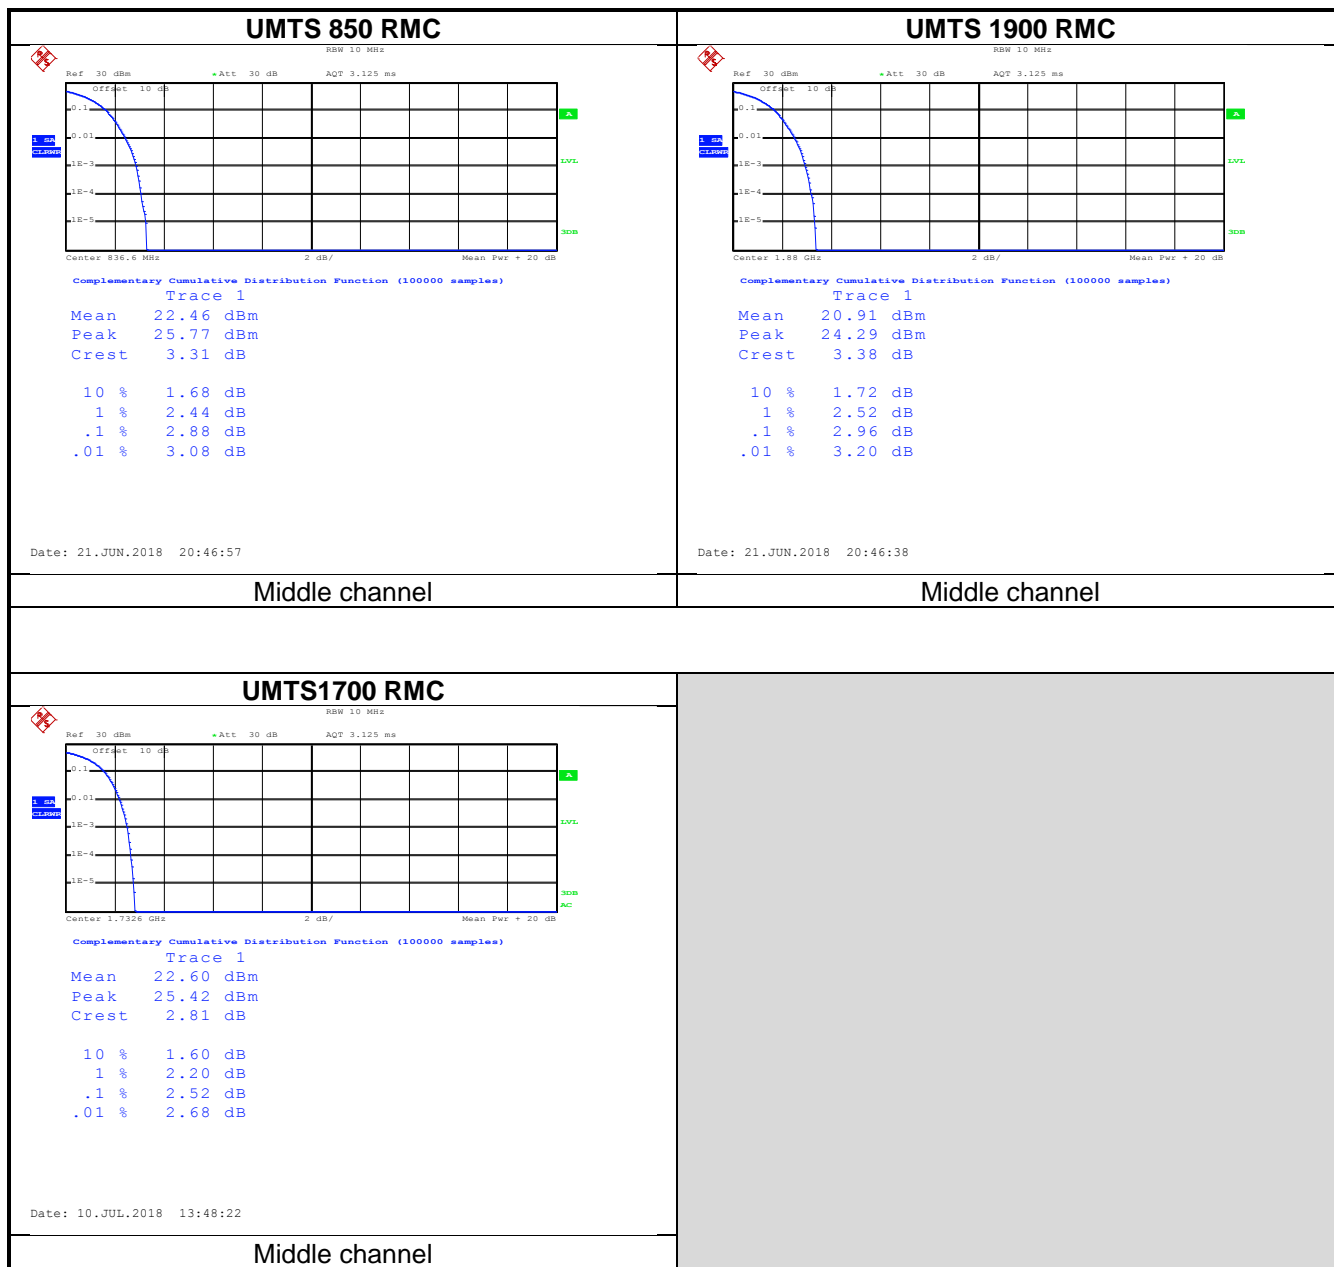 UMTS 850 RMC
RBW 10 MHz
Ref 30 dBm *Att 30 dB AQT 3.125 ms
Offset 10 dB
0.1
A
0.01
1 SA
CLRWR
1E-3
LVL
1E-4
1E-5
3DB
Center 836.6 MHz 2 dB/ Mean Pwr + 20 dB
Complementary Cumulative Distribution Function (100000 samples)
Trace 1
Mean 22.46 dBm
Peak 25.77 dBm
Crest 3.31 dB
10 % 1.68 dB
1 % 2.44 dB
.1 % 2.88 dB
.01 % 3.08 dB
Date: 21.JUN.2018 20:46:57
Middle channel
UMTS 1900 RMC
RBW 10 MHz
Ref 30 dBm *Att 30 dB AQT 3.125 ms
Offset 10 dB
0.1
A
0.01
1 SA
CLRWR
1E-3
LVL
1E-4
1E-5
3DB
Center 1.88 GHz 2 dB/ Mean Pwr + 20 dB
Complementary Cumulative Distribution Function (100000 samples)
Trace 1
Mean 20.91 dBm
Peak 24.29 dBm
Crest 3.38 dB
10 % 1.72 dB
1 % 2.52 dB
.1 % 2.96 dB
.01 % 3.20 dB
Date: 21.JUN.2018 20:46:38
Middle channel
UMTS1700 RMC
RBW 10 MHz
Ref 30 dBm *Att 30 dB AQT 3.125 ms
Offset 10 dB
0.1
A
0.01
1 SA
CLRWR
1E-3
LVL
1E-4
1E-5
3DB
AC
Center 1.7326 GHz 2 dB/ Mean Pwr + 20 dB
Complementary Cumulative Distribution Function (100000 samples)
Trace 1
Mean 22.60 dBm
Peak 25.42 dBm
Crest 2.81 dB
10 % 1.60 dB
1 % 2.20 dB
.1 % 2.52 dB
.01 % 2.68 dB
Date: 10.JUL.2018 13:48:22
Middle channel